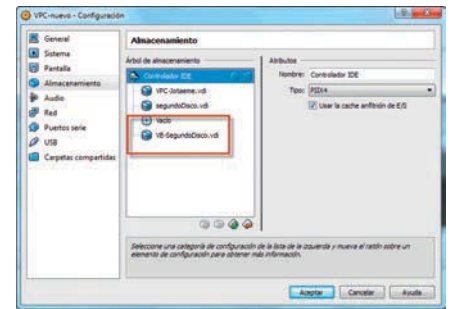 VPC-nuevo - Configuración
General
Sistema
Pantalla
Almacenamiento
Audio
Red
Puertos serie
USB
Carpetas compartidas
Almacenamiento
Árbol de almacenamiento
Controlador IDE
VPC-Jotaeme.vdi
segundoDisco.vdi
Vacío
VB-SegundoDisco.vdi
Atributos
Nombre: Controlador IDE
Tipo: PIIX4
Usar la cache anfitrión de E/S
Seleccione una categoría de configuración de la lista de la izquierda y mueva el ratón sobre un
elemento de configuración para obtener más información.
Aceptar Cancelar Ayuda